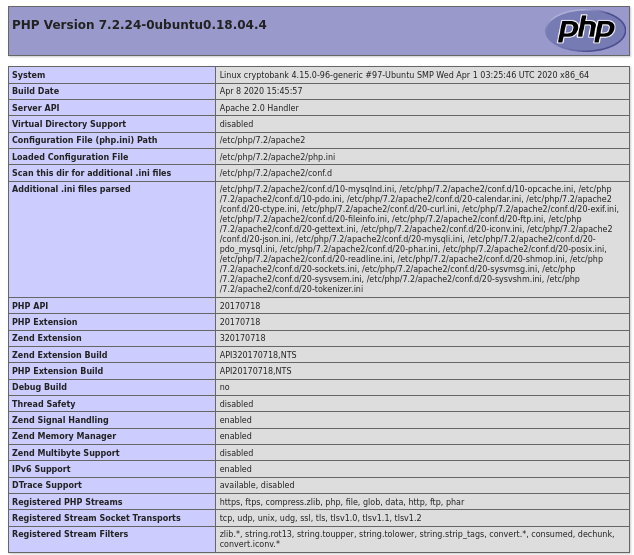 PHP Version 7.2.24-0ubuntu0.18.04.4
php
System Linux cryptobank 4.15.0-96-generic #97-Ubuntu SMP Wed Apr 1 03:25:46 UTC 2020 x86_64
Build Date Apr 8 2020 15:45:57
Server API Apache 2.0 Handler
Virtual Directory Support disabled
Configuration File (php.ini) Path /etc/php/7.2/apache2
Loaded Configuration File /etc/php/7.2/apache2/php.ini
Scan this dir for additional .ini files /etc/php/7.2/apache2/conf.d
Additional .ini files parsed /etc/php/7.2/apache2/conf.d/10-mysqlnd.ini, /etc/php/7.2/apache2/conf.d/10-opcache.ini, /etc/php
/7.2/apache2/conf.d/10-pdo.ini, /etc/php/7.2/apache2/conf.d/20-calendar.ini, /etc/php/7.2/apache2
/conf.d/20-ctype.ini, /etc/php/7.2/apache2/conf.d/20-curl.ini, /etc/php/7.2/apache2/conf.d/20-exif.ini,
/etc/php/7.2/apache2/conf.d/20-fileinfo.ini, /etc/php/7.2/apache2/conf.d/20-ftp.ini, /etc/php
/7.2/apache2/conf.d/20-gettext.ini, /etc/php/7.2/apache2/conf.d/20-iconv.ini, /etc/php/7.2/apache2
/conf.d/20-json.ini, /etc/php/7.2/apache2/conf.d/20-mysqli.ini, /etc/php/7.2/apache2/conf.d/20-
pdo_mysql.ini, /etc/php/7.2/apache2/conf.d/20-phar.ini, /etc/php/7.2/apache2/conf.d/20-posix.ini,
/etc/php/7.2/apache2/conf.d/20-readline.ini, /etc/php/7.2/apache2/conf.d/20-shmop.ini, /etc/php
/7.2/apache2/conf.d/20-sockets.ini, /etc/php/7.2/apache2/conf.d/20-sysvmsg.ini, /etc/php
/7.2/apache2/conf.d/20-sysvsem.ini, /etc/php/7.2/apache2/conf.d/20-sysvshm.ini, /etc/php
/7.2/apache2/conf.d/20-tokenizer.ini
PHP API 20170718
PHP Extension 20170718
Zend Extension 320170718
Zend Extension Build API320170718,NTS
PHP Extension Build API20170718,NTS
Debug Build no
Thread Safety disabled
Zend Signal Handling enabled
Zend Memory Manager enabled
Zend Multibyte Support disabled
IPv6 Support enabled
DTrace Support available, disabled
Registered PHP Streams https, ftps, compress.zlib, php, file, glob, data, http, ftp, phar
Registered Stream Socket Transports tcp, udp, unix, udg, ssl, tls, tlsv1.0, tlsv1.1, tlsv1.2
Registered Stream Filters zlib.*, string.rot13, string.toupper, string.tolower, string.strip_tags, convert.*, consumed, dechunk,
convert.iconv.*